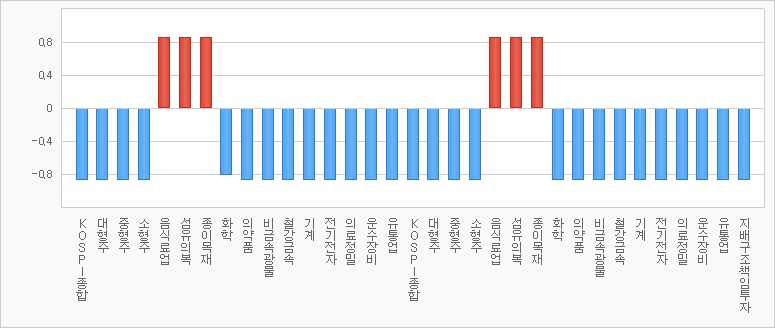 0,8
0,4
0
-0,4
-0,8
KOSPI종합
대형주
중형주
소형주
음식료업
섬유의복
종이목재
화학
의약품
비금속광물
철강금속
기계
전기전자
의료정밀
운수장비
유통업
KOSPI종합
대형주
중형주
소형주
음식료업
섬유의복
종이목재
화학
의약품
비금속광물
철강금속
기계
전기전자
의료정밀
운수장비
유통업
지배구조책임투자